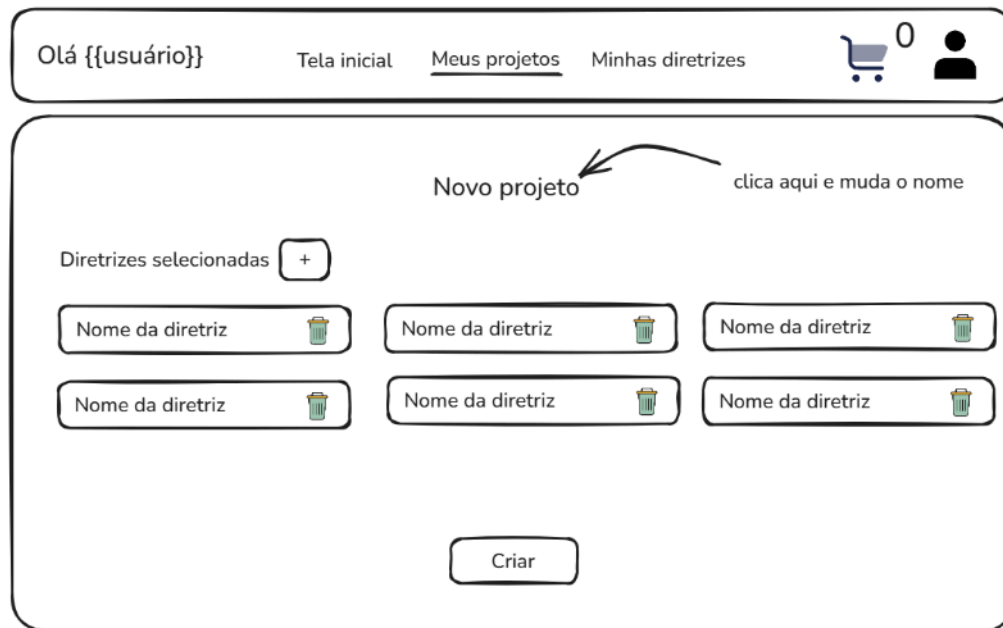 Olá {{usuário}}
Tela inicial
Meus projetos
Minhas diretrizes
0
Novo projeto
clica aqui e muda o nome
Diretrizes selecionadas
+
Nome da diretriz
Nome da diretriz
Nome da diretriz
Nome da diretriz
Nome da diretriz
Nome da diretriz
Criar